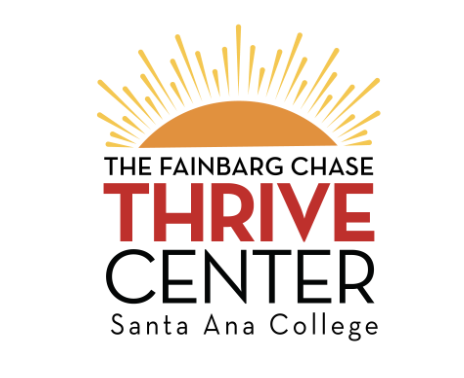 THE FAINBARG CHASE
THRIVE
CENTER
Santa Ana College